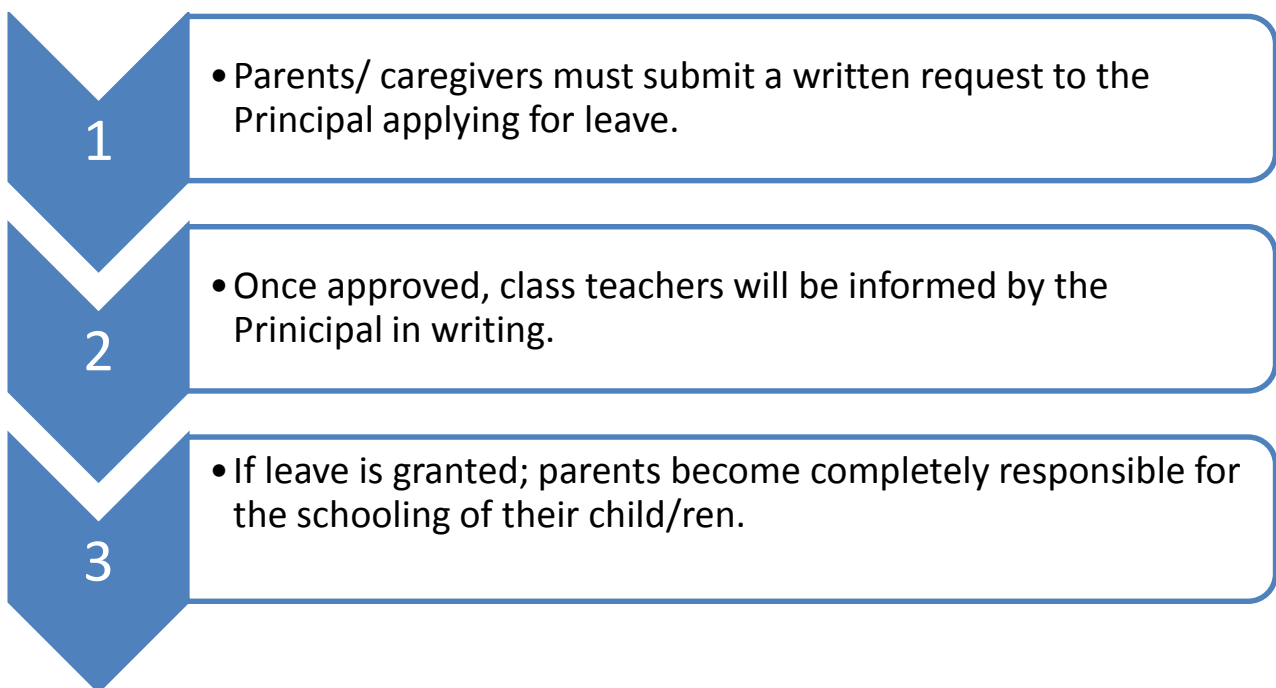 1
• Parents/ caregivers must submit a written request to the
Principal applying for leave.
2
• Once approved, class teachers will be informed by the
Prinicipal in writing.
3
• If leave is granted; parents become completely responsible for
the schooling of their child/ren.